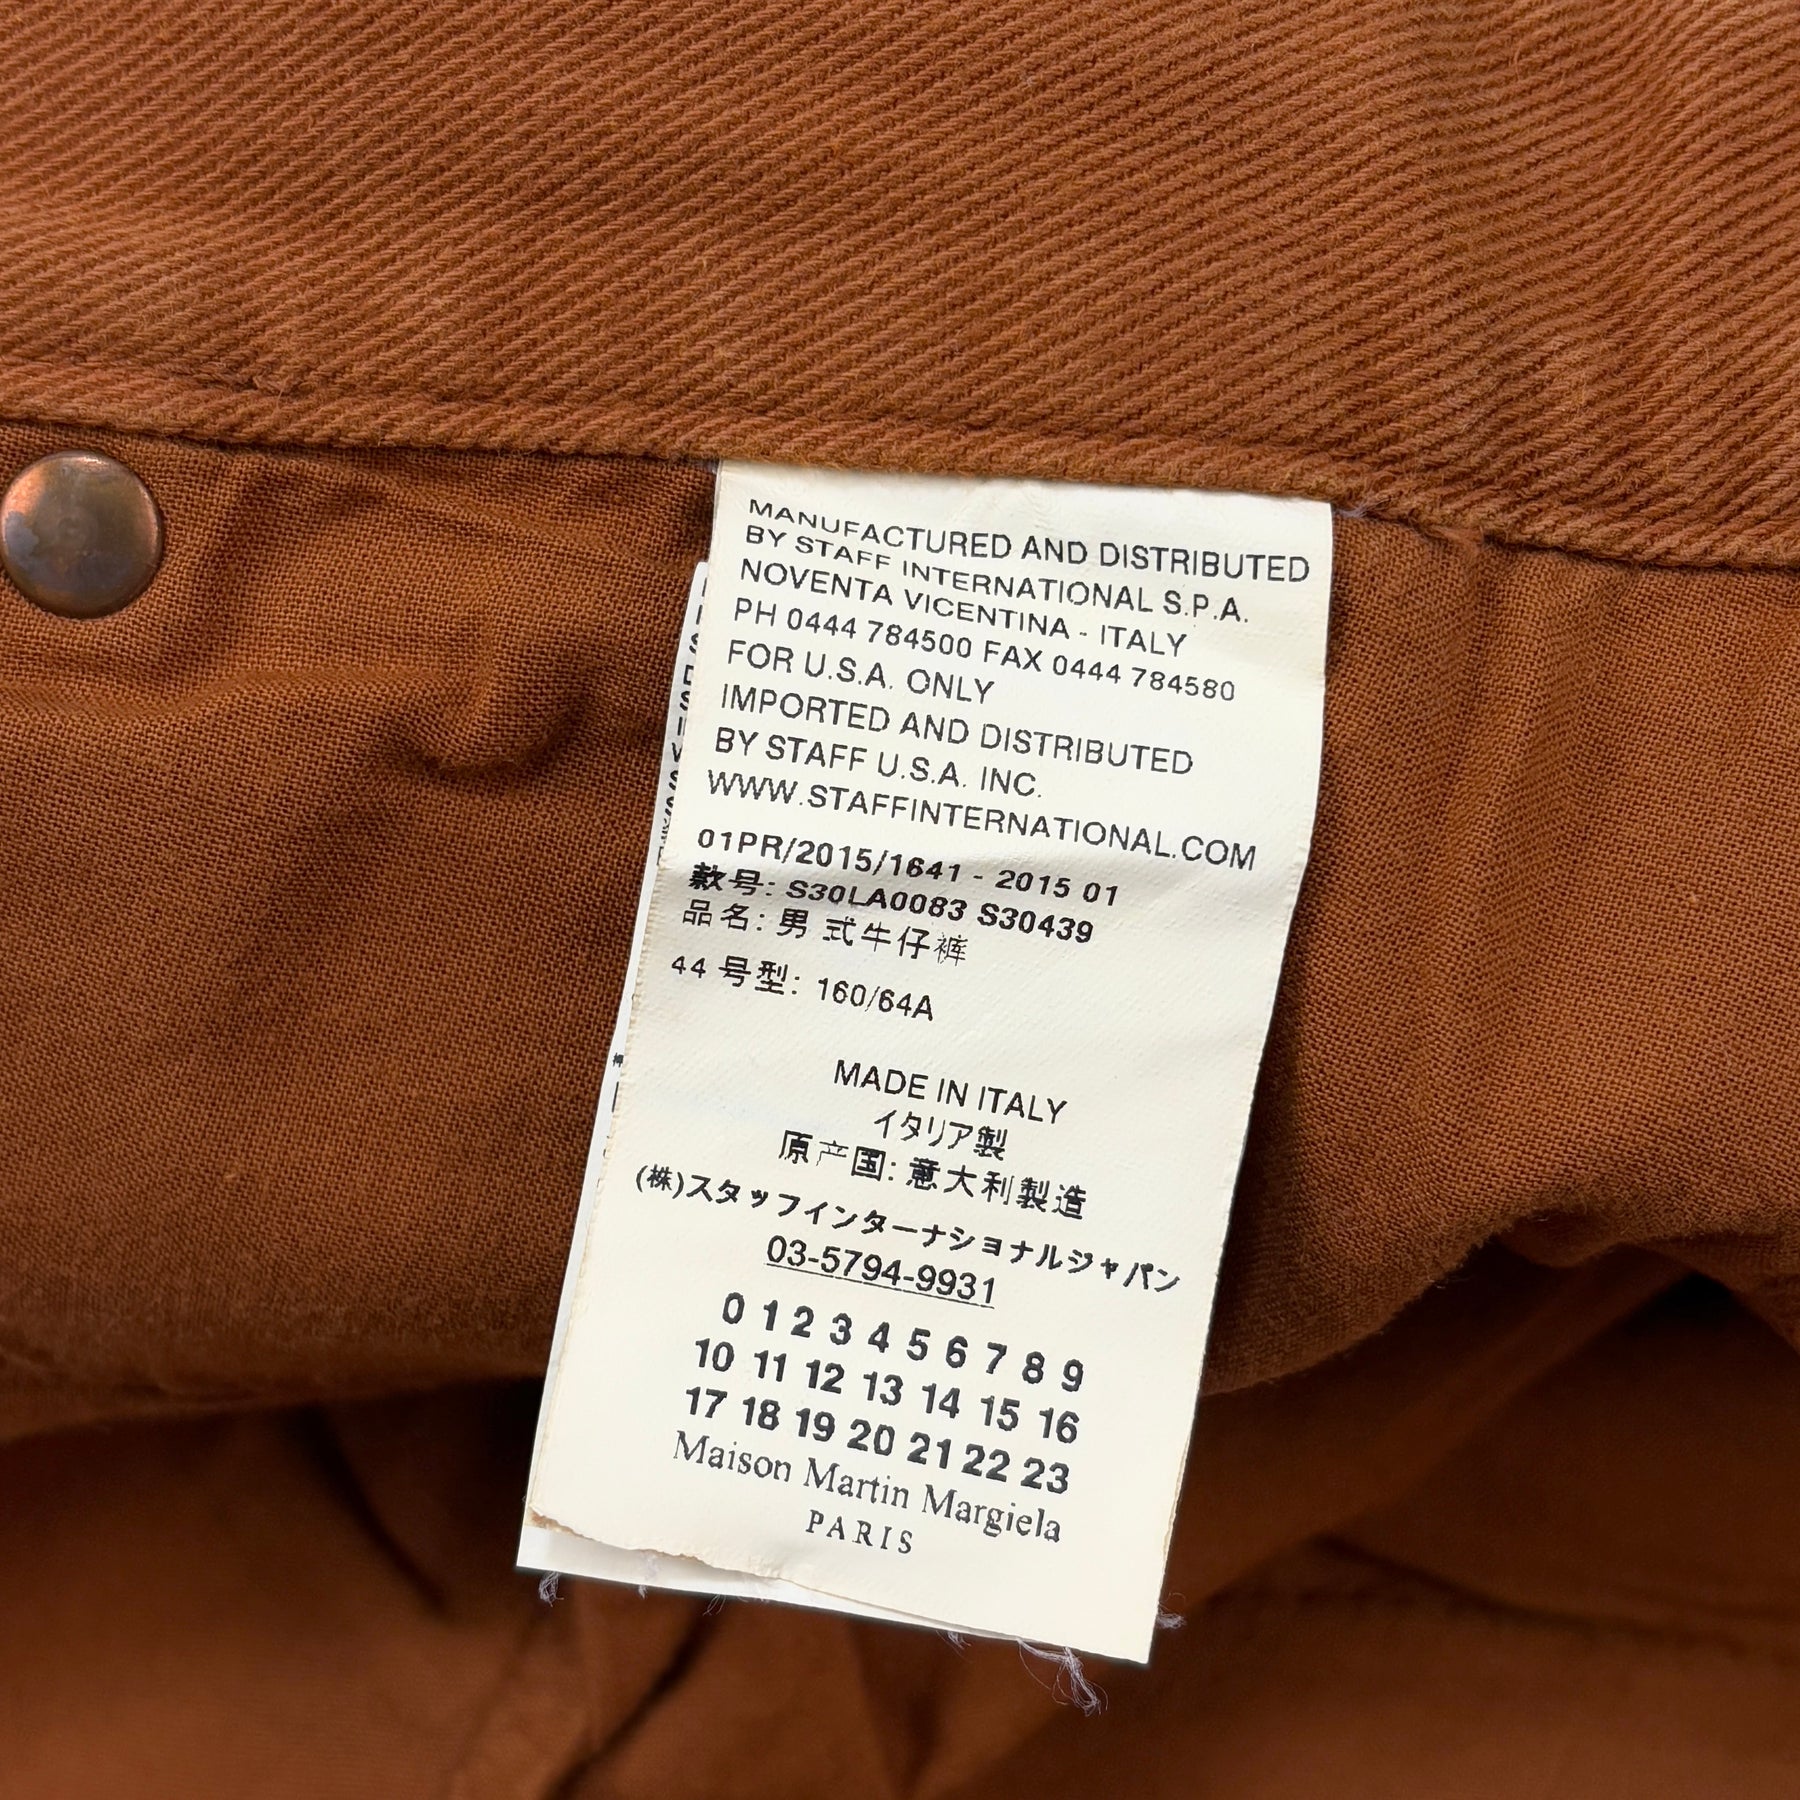 MANUFACTURED AND DISTRIBUTED
BY STAFF INTERNATIONAL S.P.A.
NOVENTA VICENTINA - ITALY
PH 0444 784500 FAX 0444 784580
FOR U.S.A. ONLY
IMPORTED AND DISTRIBUTED
BY STAFF U.S.A. INC.
WWW.STAFFINTERNATIONAL.COM
01PR/2015/1641 - 2015 01
款号: S30LA0083 S30439
品名: 男 式牛仔裤
44 号型: 160/64A
MADE IN ITALY
イタリア製
原产国: 意大利製造
(株)スタッフインターナショナルジャパン
03-5794-9931
0 1 2 3 4 5 6 7 8 9
10 11 12 13 14 15 16
17 18 19 20 21 22 23
Maison Martin Margiela
PARIS